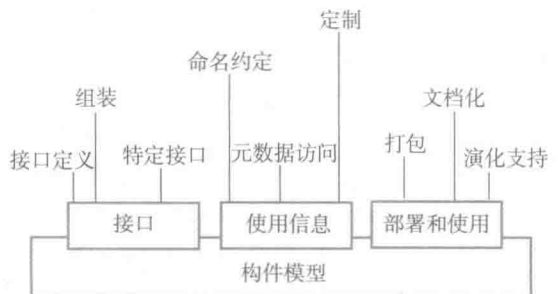 定制
命名约定
组装
文档化
接口定义
特定接口
元数据访问
打包
演化支持
接口
使用信息
部署和使用
构件模型